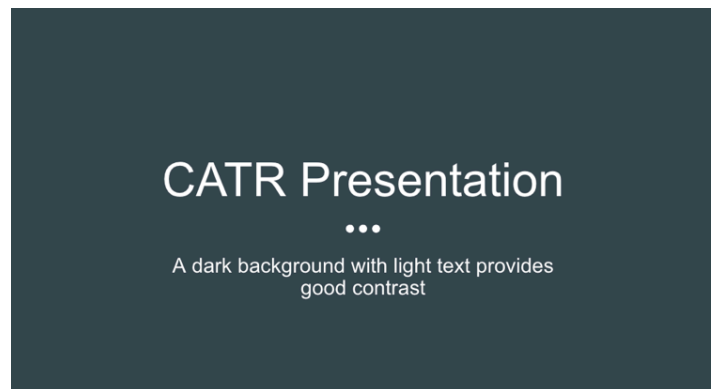 CATR Presentation
A dark background with light text provides
good contrast